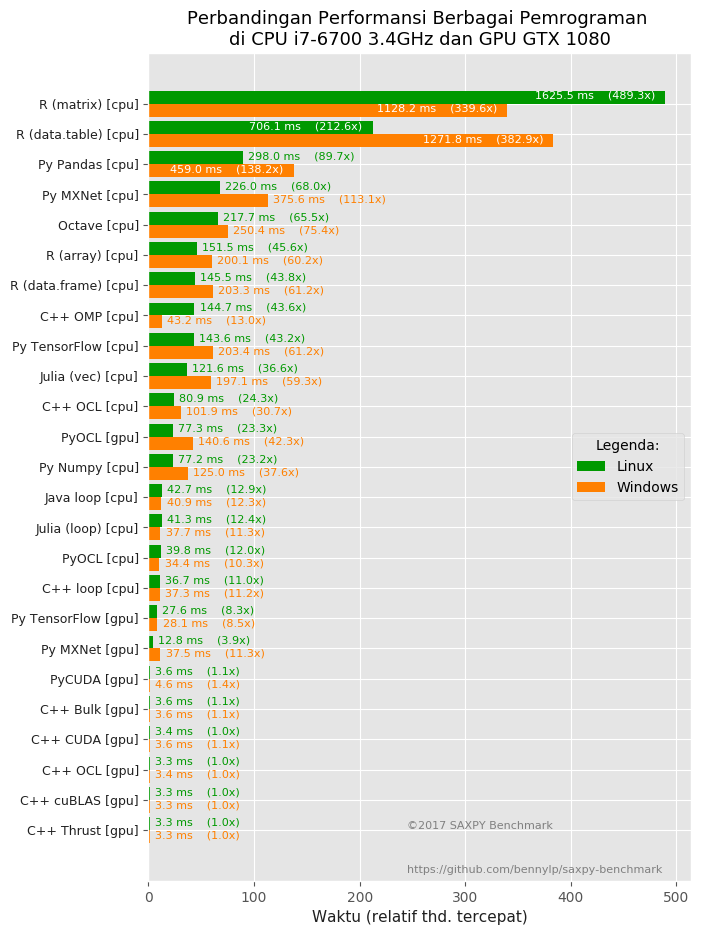 Perbandingan Performansi Berbagai Pemrograman
di CPU i7-6700 3.4GHz dan GPU GTX 1080
R (matrix) [cpu]
1625.5 ms (489.3x)
1128.2 ms (339.6x)
R (data.table) [cpu]
706.1 ms (212.6x)
1271.8 ms (382.9x)
Py Pandas [cpu]
298.0 ms (89.7x)
459.0 ms (138.2x)
Py MXNet [cpu]
226.0 ms (68.0x)
375.6 ms (113.1x)
Octave [cpu]
217.7 ms (65.5x)
250.4 ms (75.4x)
R (array) [cpu]
151.5 ms (45.6x)
200.1 ms (60.2x)
R (data.frame) [cpu]
145.5 ms (43.8x)
203.3 ms (61.2x)
C++ OMP [cpu]
144.7 ms (43.6x)
43.2 ms (13.0x)
Py TensorFlow [cpu]
143.6 ms (43.2x)
203.4 ms (61.2x)
Julia (vec) [cpu]
121.6 ms (36.6x)
197.1 ms (59.3x)
C++ OCL [cpu]
80.9 ms (24.3x)
101.9 ms (30.7x)
PyOCL [gpu]
77.3 ms (23.3x)
140.6 ms (42.3x)
Py Numpy [cpu]
77.2 ms (23.2x)
125.0 ms (37.6x)
Java loop [cpu]
42.7 ms (12.9x)
40.9 ms (12.3x)
Julia (loop) [cpu]
41.3 ms (12.4x)
37.7 ms (11.3x)
PyOCL [cpu]
39.8 ms (12.0x)
34.4 ms (10.3x)
C++ loop [cpu]
36.7 ms (11.0x)
37.3 ms (11.2x)
Py TensorFlow [gpu]
27.6 ms (8.3x)
28.1 ms (8.5x)
Py MXNet [gpu]
12.8 ms (3.9x)
37.5 ms (11.3x)
PyCUDA [gpu]
3.6 ms (1.1x)
4.6 ms (1.4x)
C++ Bulk [gpu]
3.6 ms (1.1x)
3.6 ms (1.1x)
C++ CUDA [gpu]
3.4 ms (1.0x)
3.6 ms (1.1x)
C++ OCL [gpu]
3.3 ms (1.0x)
3.4 ms (1.0x)
C++ cuBLAS [gpu]
3.3 ms (1.0x)
3.3 ms (1.0x)
C++ Thrust [gpu]
3.3 ms (1.0x)
3.3 ms (1.0x)
Legenda:
Linux
Windows
©2017 SAXPY Benchmark
https://github.com/bennylp/saxpy-benchmark
0 100 200 300 400 500
Waktu (relatif thd. tercepat)